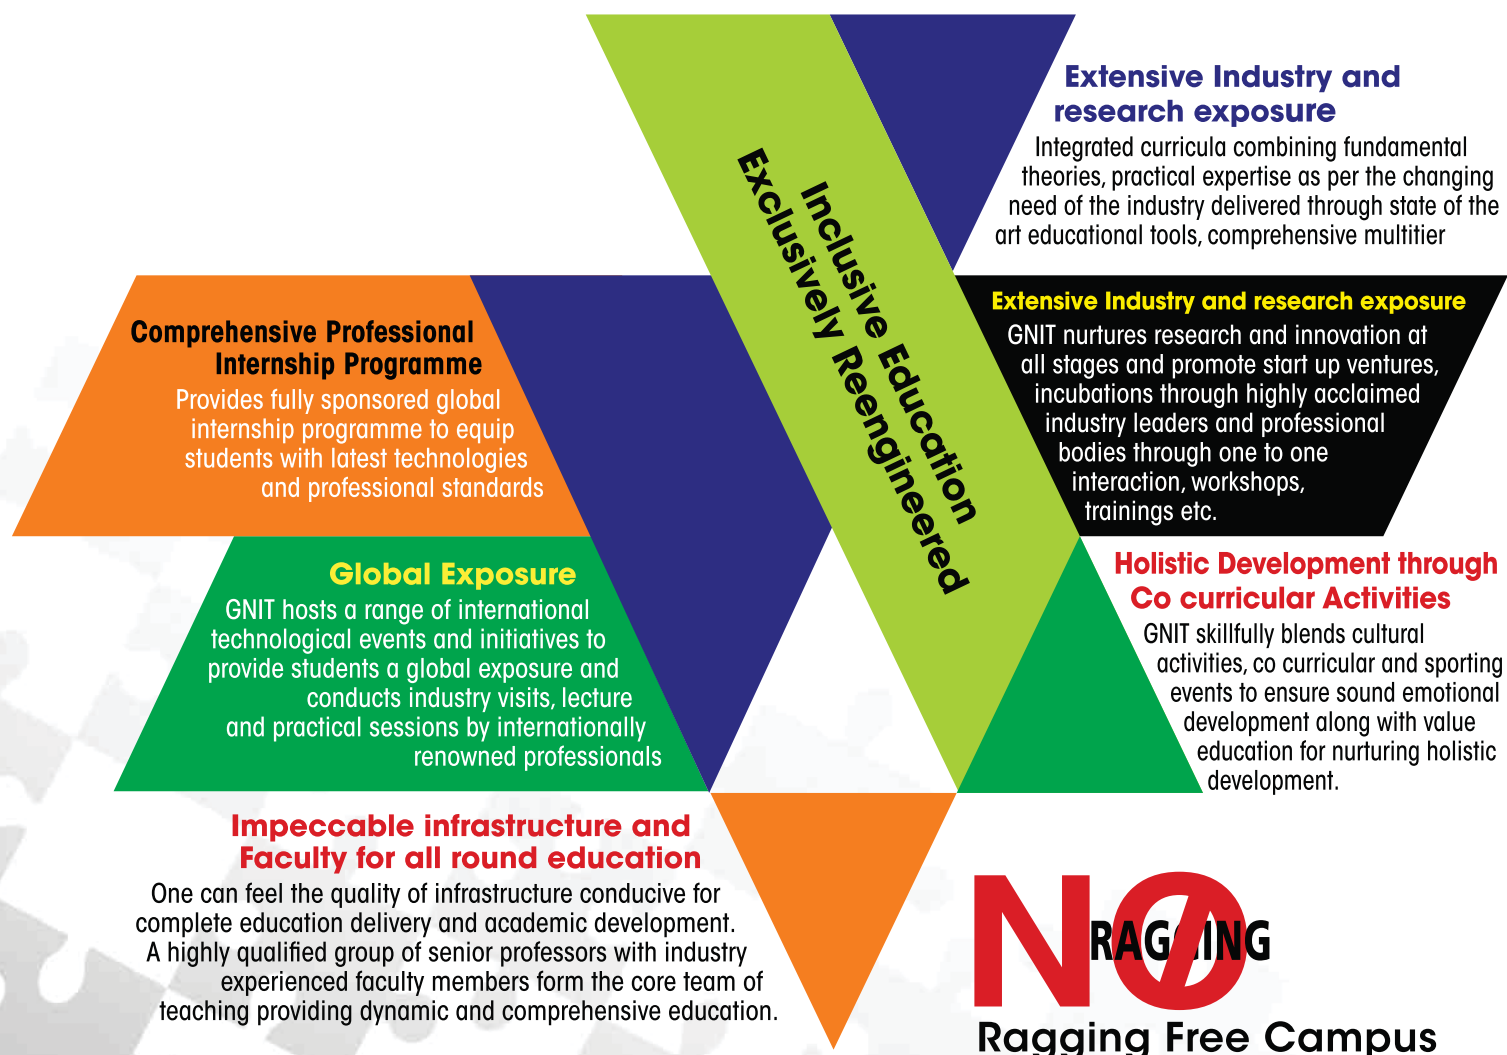 Extensive Industry and
research exposure
Integrated curricula combining fundamental
theories, practical expertise as per the changing
need of the industry delivered through state of the
art educational tools, comprehensive multitier
Inclusive Education
Exclusively Reengineered
Extensive Industry and research exposure
GNIT nurtures research and innovation at
all stages and promote start up ventures,
incubations through highly acclaimed
industry leaders and professional
bodies through one to one
interaction, workshops,
trainings etc.
Comprehensive Professional
Internship Programme
Provides fully sponsored global
internship programme to equip
students with latest technologies
and professional standards
Global Exposure
GNIT hosts a range of international
technological events and initiatives to
provide students a global exposure and
conducts industry visits, lecture
and practical sessions by internationally
renowned professionals
Holistic Development through
Co curricular Activities
GNIT skillfully blends cultural
activities, co curricular and sporting
events to ensure sound emotional
development along with value
education for nurturing holistic
development.
Impeccable infrastructure and
Faculty for all round education
One can feel the quality of infrastructure conducive for
complete education delivery and academic development.
A highly qualified group of senior professors with industry
experienced faculty members form the core team of
teaching providing dynamic and comprehensive education.
NO
RAGGING
Ragging Free Campus